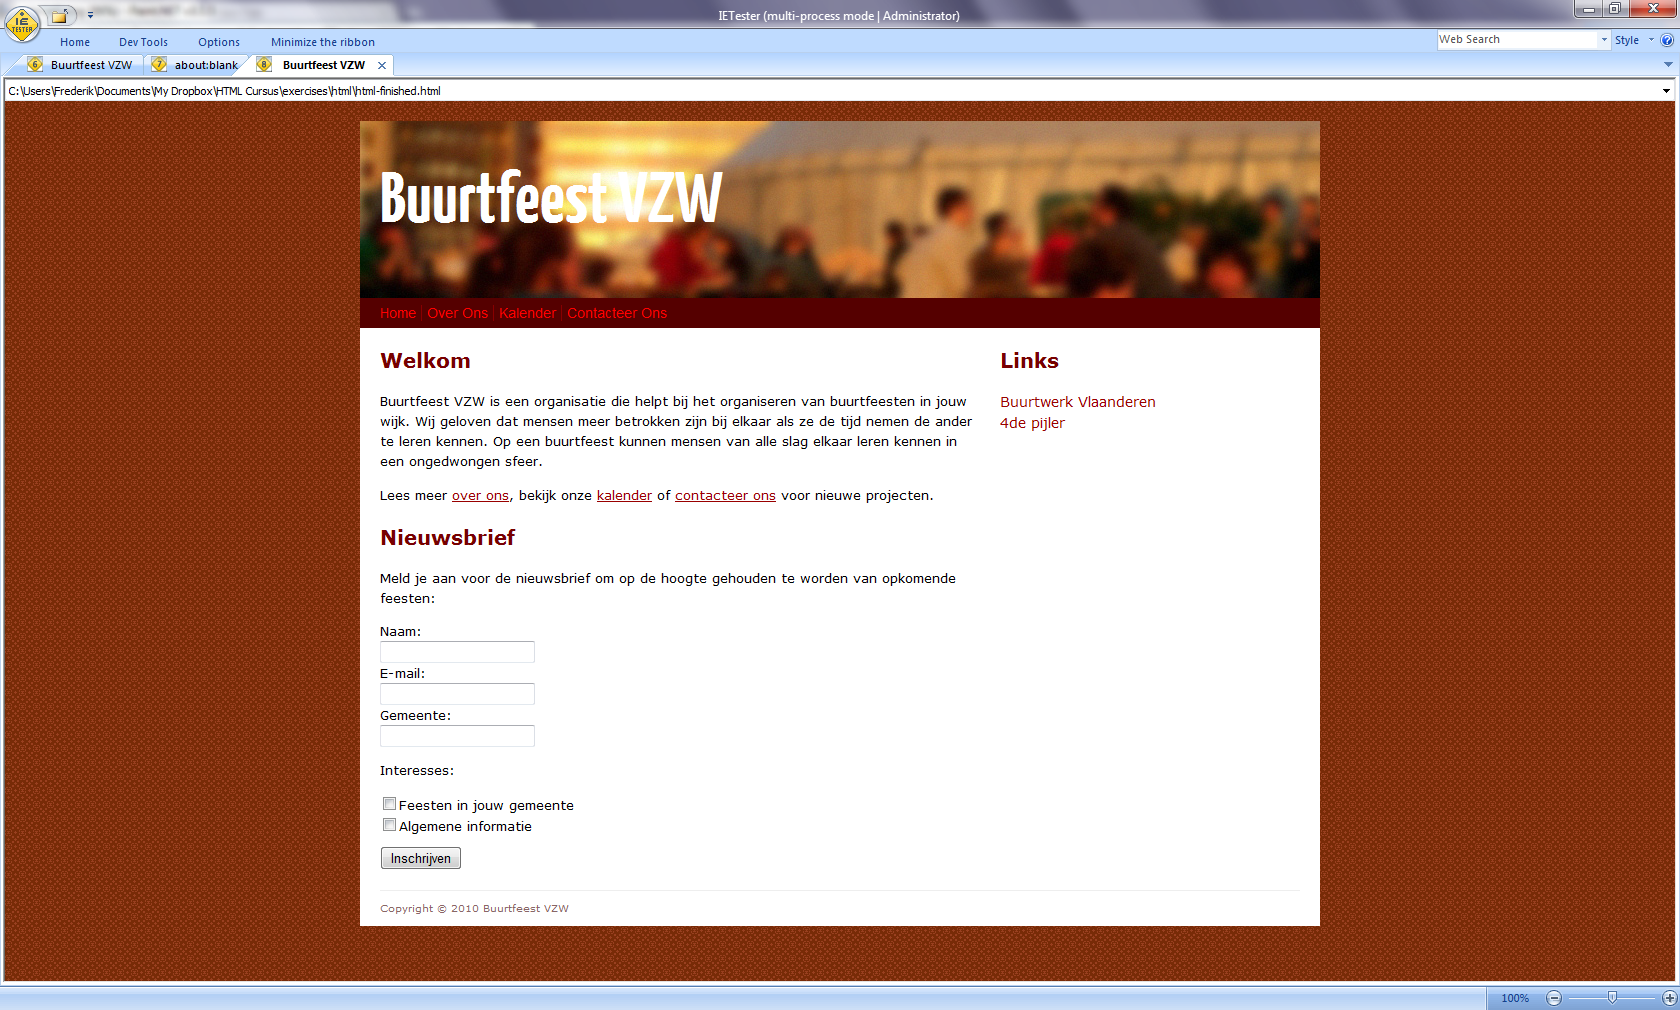 IETester (multi-process mode | Administrator)
IE
TESTER
Home Dev Tools Options Minimize the ribbon
Web Search Style
6 Buurtfeest VZW 7 about:blank 8 Buurtfeest VZW
C:\Users\Frederik\Documents\My Dropbox\HTML Cursus\exercises\html\html-finished.html
Buurtfeest VZW
Home | Over Ons | Kalender | Contacteer Ons
Welkom
Buurtfeest VZW is een organisatie die helpt bij het organiseren van buurtfeesten in jouw
wijk. Wij geloven dat mensen meer betrokken zijn bij elkaar als ze de tijd nemen de ander
te leren kennen. Op een buurtfeest kunnen mensen van alle slag elkaar leren kennen in
een ongedwongen sfeer.
Lees meer over ons, bekijk onze kalender of contacteer ons voor nieuwe projecten.
Nieuwsbrief
Meld je aan voor de nieuwsbrief om op de hoogte gehouden te worden van opkomende
feesten:
Naam:
E-mail:
Gemeente:
Interesses:
Feesten in jouw gemeente
Algemene informatie
Inschrijven
Links
Buurtwerk Vlaanderen
4de pijler
Copyright © 2010 Buurtfeest VZW
100%